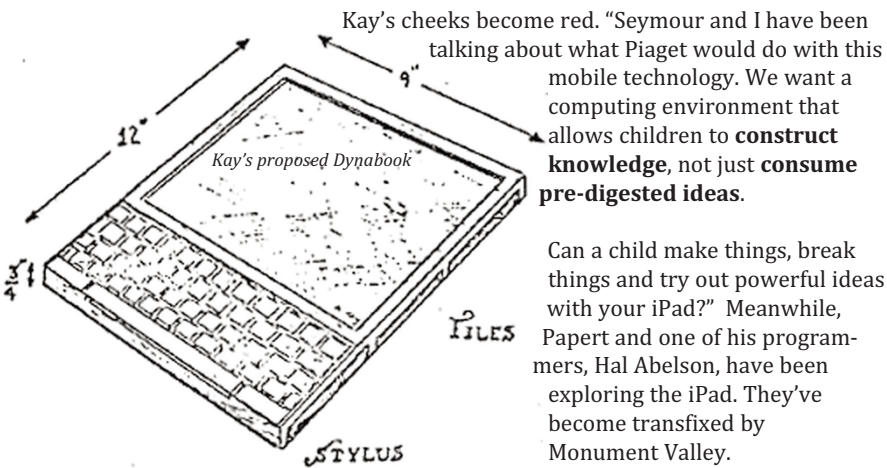 Kay’s cheeks become red. “Seymour and I have been
talking about what Piaget would do with this
mobile technology. We want a
computing environment that
allows children to construct
knowledge, not just consume
pre-digested ideas.
Can a child make things, break
things and try out powerful ideas
with your iPad?”  Meanwhile,
Papert and one of his program-
mers, Hal Abelson, have been
exploring the iPad. They’ve
become transfixed by
Monument Valley.
9"
12"
Kay’s proposed Dynabook
3/4"
FILES
STYLUS